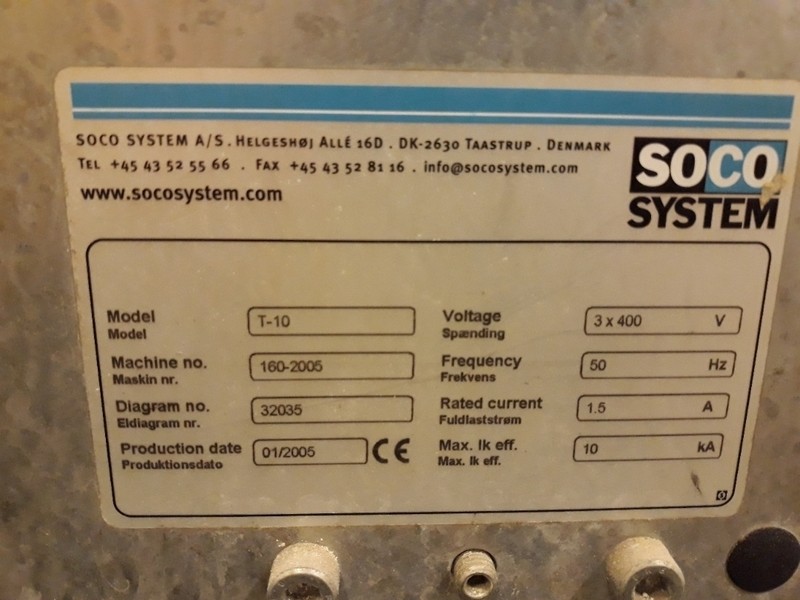 SOCO SYSTEM A/S . HELGESHØJ ALLÉ 16D . DK-2630 TAASTRUP . DENMARK
TEL +45 43 52 55 66 . FAX +45 43 52 81 16 . info@socosystem.com
www.socosystem.com
SOCO
SYSTEM
Model T-10
Model
Machine no. 160-2005
Maskin nr.
Diagram no. 32035
Eldiagram nr.
Production date 01/2005 CE
Produktionsdato
Voltage 3 x 400 V
Spænding
Frequency 50 Hz
Frekvens
Rated current 1.5 A
Fuldlaststrøm
Max. Ik eff. 10 kA
Max. Ik eff.